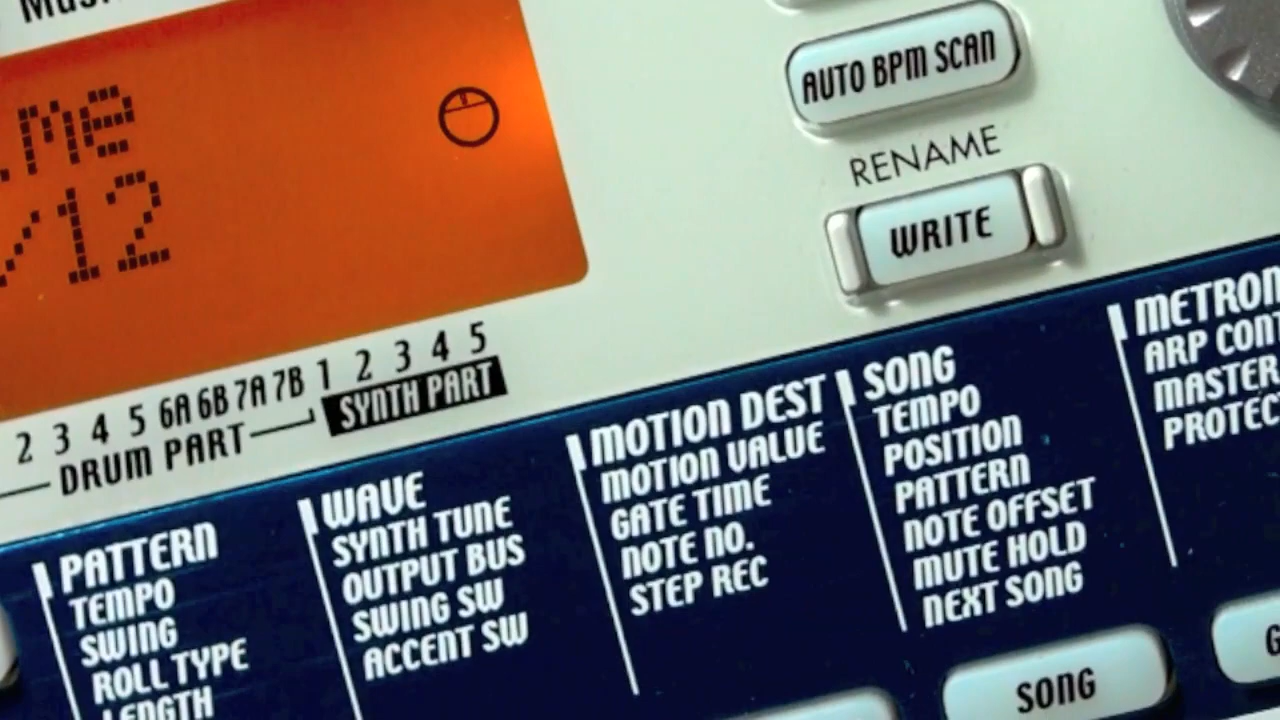 AUTO BPM SCAN
RENAME
WRITE
.Me
/12
2 3 4 5 6A 6B 7A 7B 1 2 3 4 5
DRUM PART
SYNTH PART
PATTERN
TEMPO
SWING
ROLL TYPE
LENGTH
WAVE
SYNTH TUNE
OUTPUT BUS
SWING SW
ACCENT SW
MOTION DEST
MOTION VALUE
GATE TIME
NOTE NO.
STEP REC
SONG
TEMPO
POSITION
PATTERN
NOTE OFFSET
MUTE HOLD
NEXT SONG
METRON
ARP CONT
MASTER
PROTEC
SONG
G